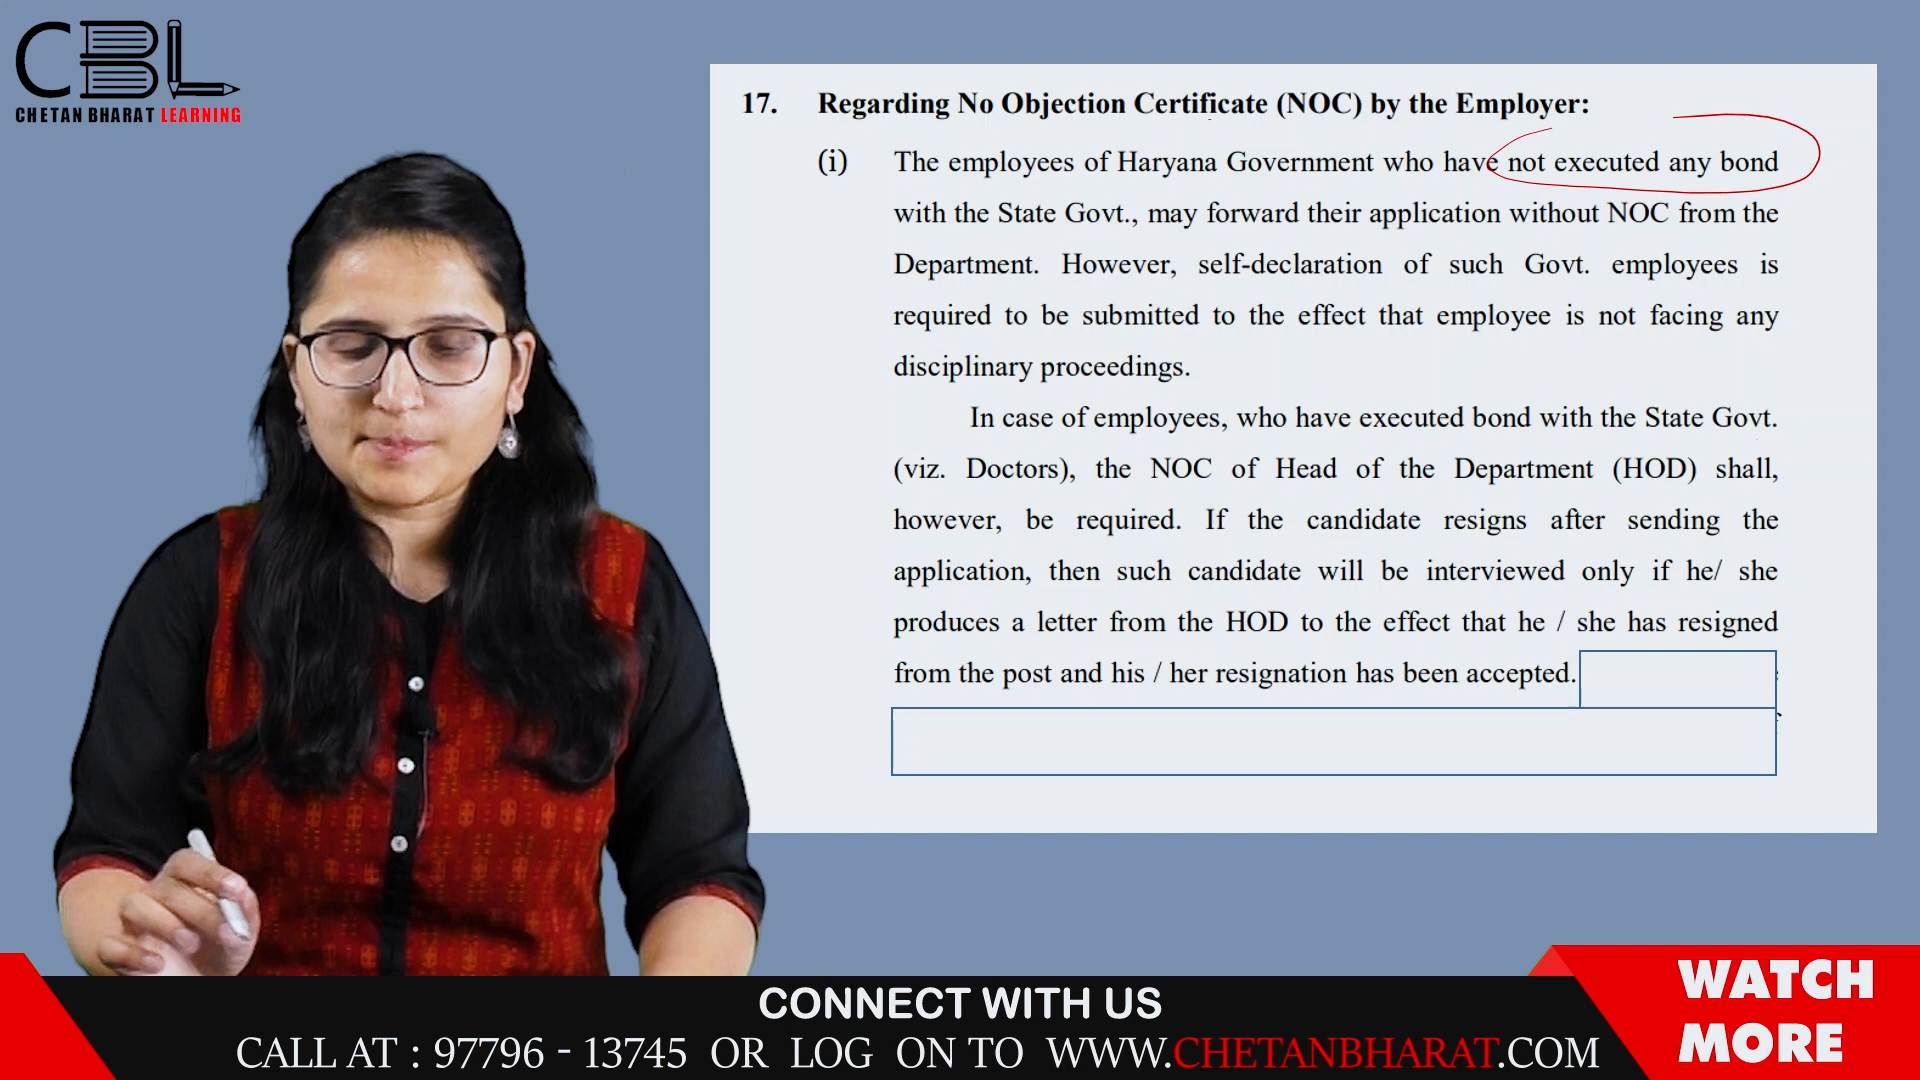 CBL
CHETAN BHARAT LEARNING
17. Regarding No Objection Certificate (NOC) by the Employer:
(i) The employees of Haryana Government who have not executed any bond
with the State Govt., may forward their application without NOC from the
Department. However, self-declaration of such Govt. employees is
required to be submitted to the effect that employee is not facing any
disciplinary proceedings.
In case of employees, who have executed bond with the State Govt.
(viz. Doctors), the NOC of Head of the Department (HOD) shall,
however, be required. If the candidate resigns after sending the
application, then such candidate will be interviewed only if he/ she
produces a letter from the HOD to the effect that he / she has resigned
from the post and his / her resignation has been accepted.
CONNECT WITH US
CALL AT : 97796 - 13745 OR LOG ON TO WWW.CHETANBHARAT.COM
WATCH
MORE